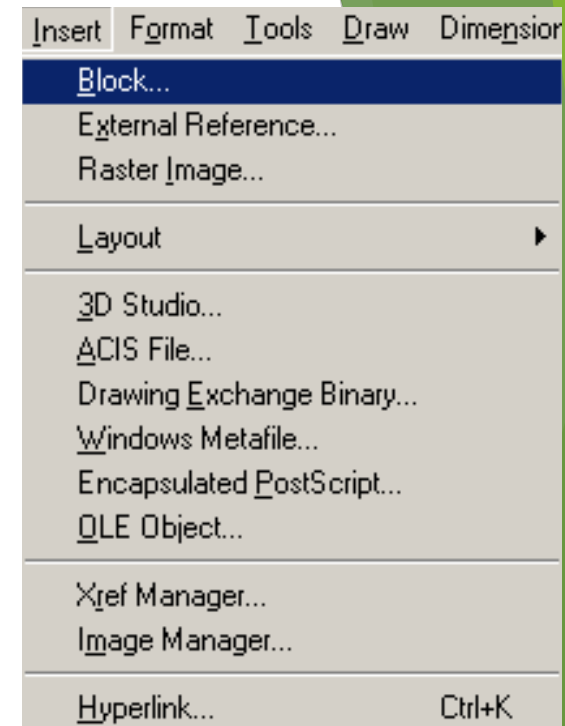 Insert Format Tools Draw Dimension
Block...
External Reference...
Raster Image...
Layout
3D Studio...
ACIS File...
Drawing Exchange Binary...
Windows Metafile...
Encapsulated PostScript...
OLE Object...
Xref Manager...
Image Manager...
Hyperlink... Ctrl+K